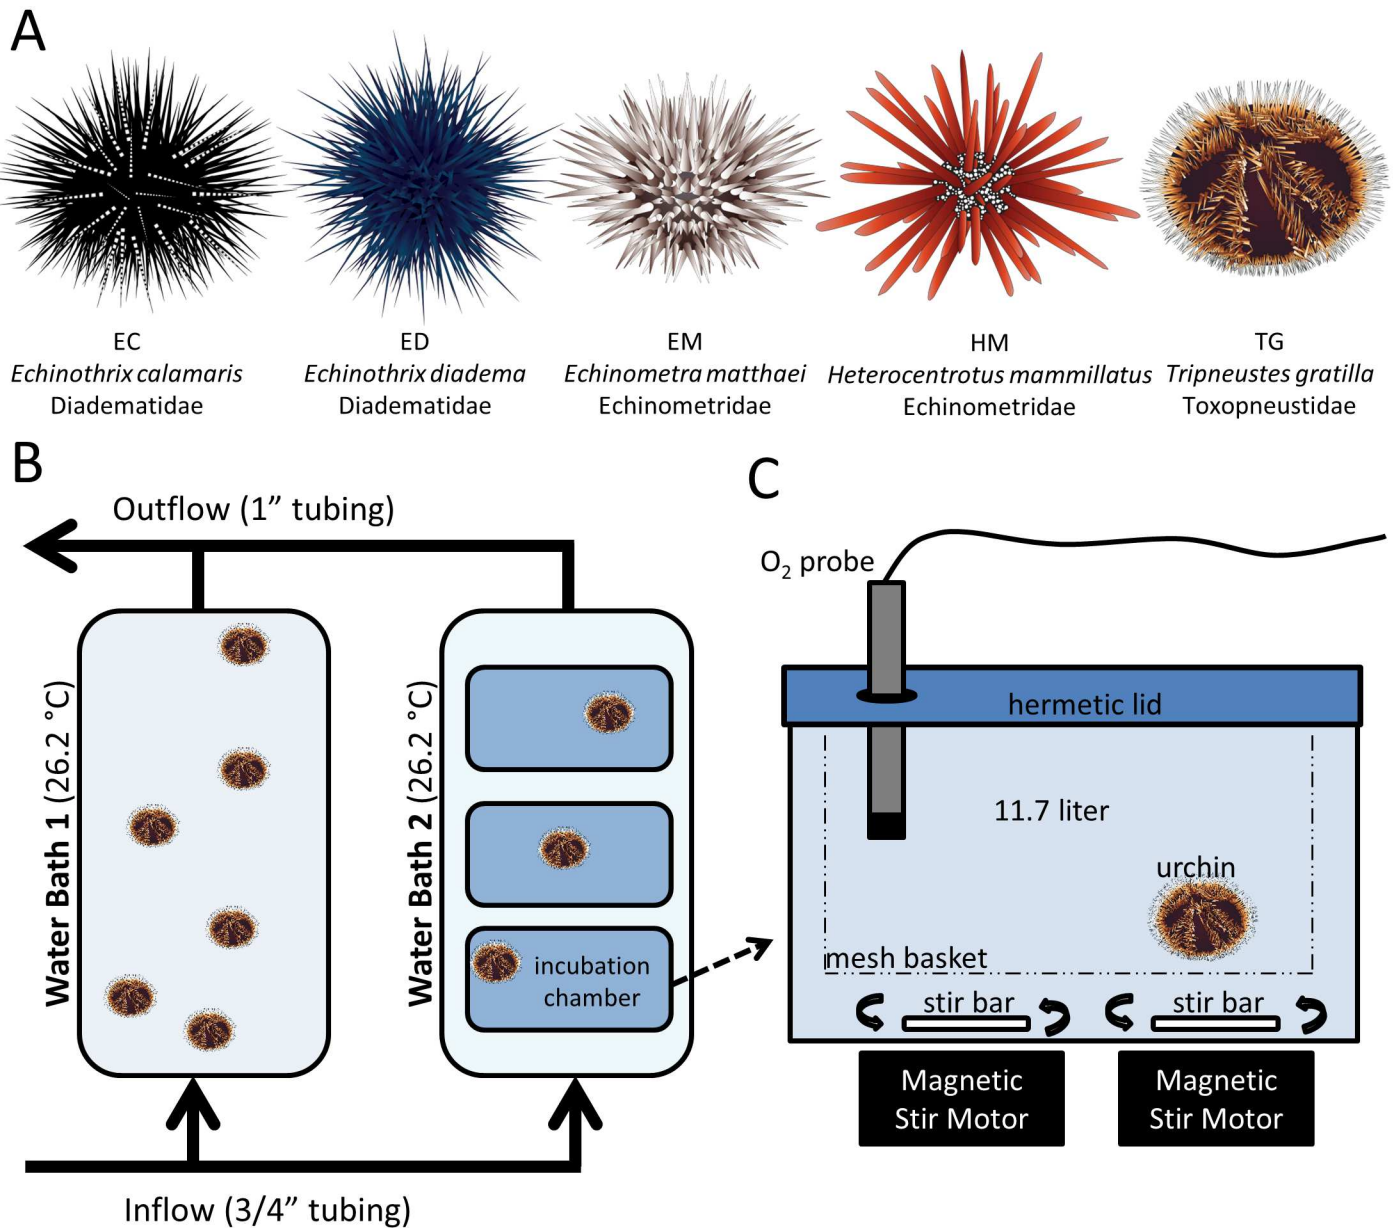 A
EC
Echinothrix calamaris
Diadematidae
ED
Echinothrix diadema
Diadematidae
EM
Echinometra matthaei
Echinometridae
HM
Heterocentrotus mammillatus
Echinometridae
TG
Tripneustes gratilla
Toxopneustidae
B
Outflow (1” tubing)
Water Bath 1 (26.2 °C)
Water Bath 2 (26.2 °C)
incubation
chamber
Inflow (3/4” tubing)
C
O₂ probe
hermetic lid
11.7 liter
urchin
mesh basket
stir bar
stir bar
Magnetic
Stir Motor
Magnetic
Stir Motor